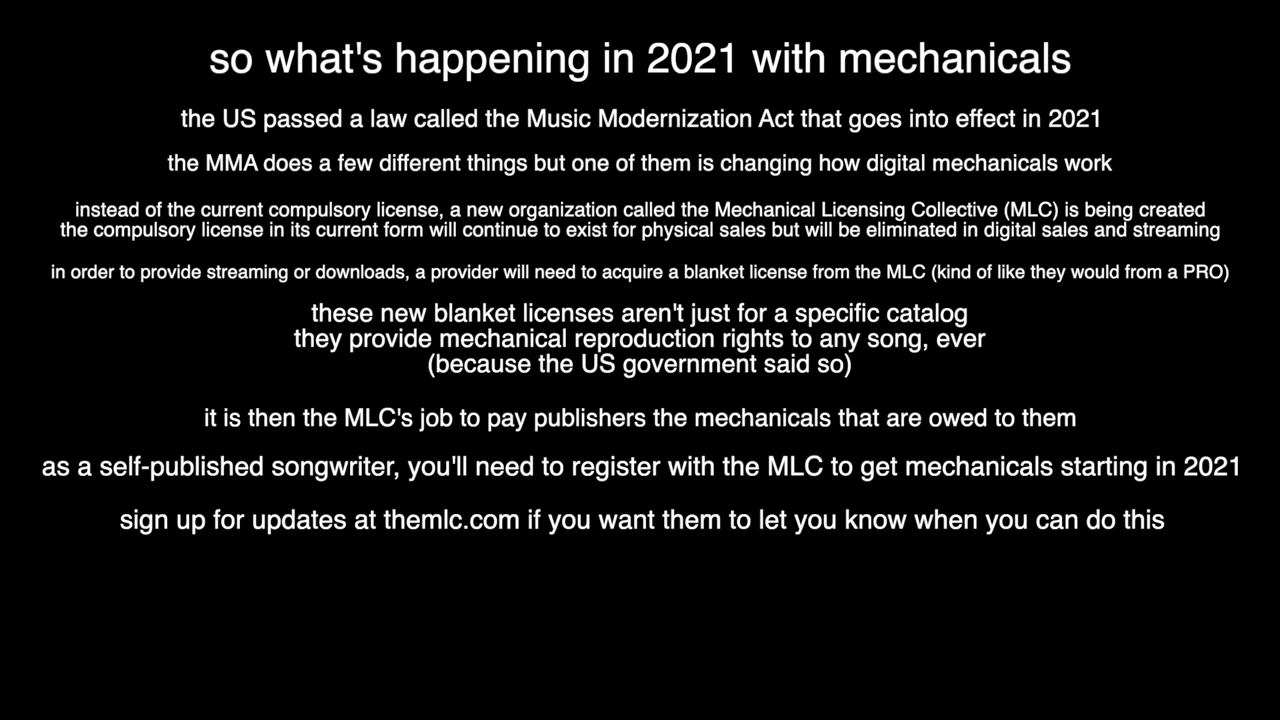 so what's happening in 2021 with mechanicals
the US passed a law called the Music Modernization Act that goes into effect in 2021
the MMA does a few different things but one of them is changing how digital mechanicals work
instead of the current compulsory license, a new organization called the Mechanical Licensing Collective (MLC) is being created
the compulsory license in its current form will continue to exist for physical sales but will be eliminated in digital sales and streaming
in order to provide streaming or downloads, a provider will need to acquire a blanket license from the MLC (kind of like they would from a PRO)
these new blanket licenses aren't just for a specific catalog
they provide mechanical reproduction rights to any song, ever
(because the US government said so)
it is then the MLC's job to pay publishers the mechanicals that are owed to them
as a self-published songwriter, you'll need to register with the MLC to get mechanicals starting in 2021
sign up for updates at themlc.com if you want them to let you know when you can do this